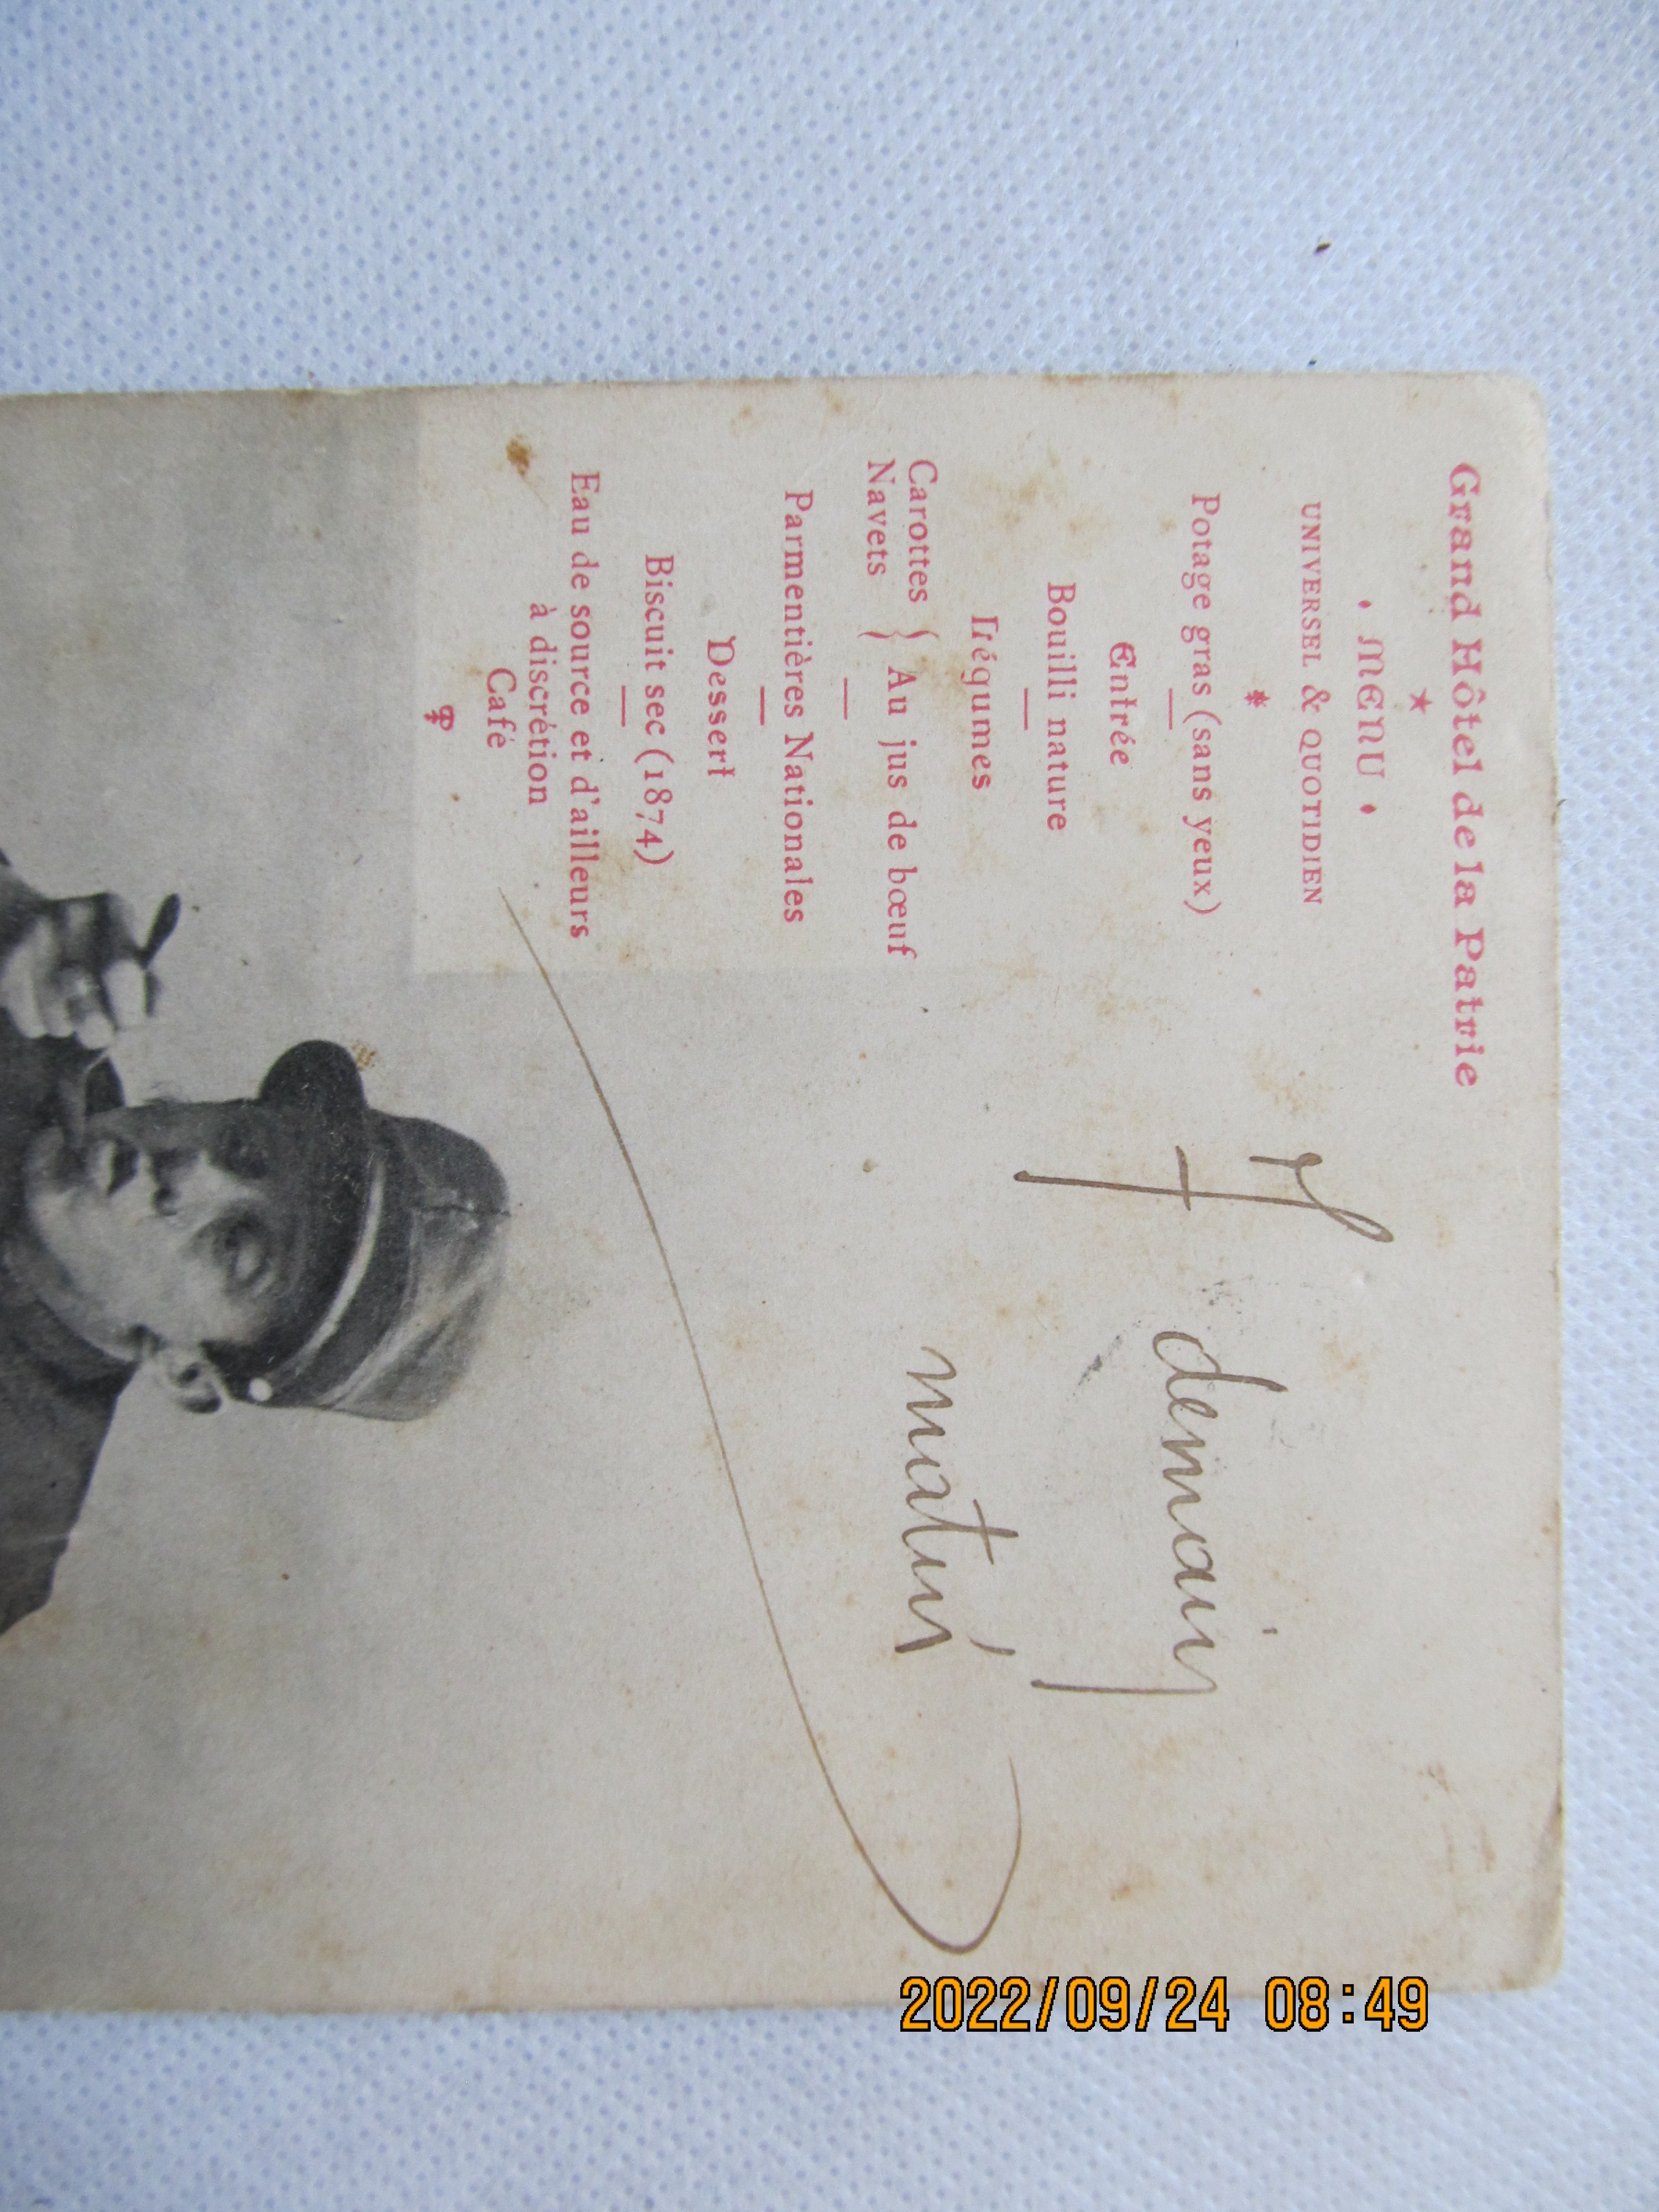 Grand Hôtel de la Patrie
MENU
UNIVERSEL & QUOTIDIEN
Potage gras (sans yeux)
Entrée
Bouilli nature
Légumes
Carottes } Au jus de bœuf
Navets
Parmentières Nationales
Dessert
Biscuit sec (1874)
Eau de source et d'ailleurs
à discrétion
Café
demain
matin
2022/09/24 08:49